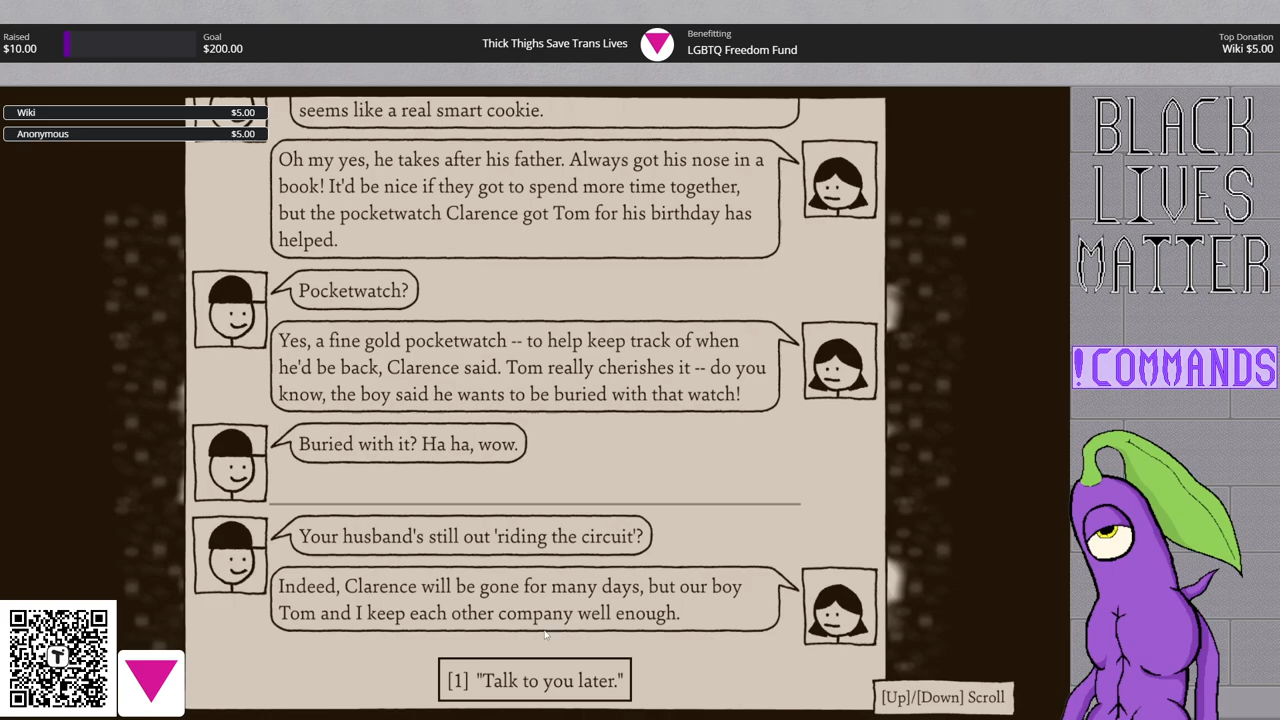 Raised
$10.00
Goal
$200.00
Thick Thighs Save Trans Lives
Benefitting
LGBTQ Freedom Fund
Top Donation
Wiki $5.00
Wiki $5.00
Anonymous $5.00
seems like a real smart cookie.
Oh my yes, he takes after his father. Always got his nose in a
book! It'd be nice if they got to spend more time together,
but the pocketwatch Clarence got Tom for his birthday has
helped.
Pocketwatch?
Yes, a fine gold pocketwatch -- to help keep track of when
he'd be back, Clarence said. Tom really cherishes it -- do you
know, the boy said he wants to be buried with that watch!
Buried with it? Ha ha, wow.
Your husband's still out 'riding the circuit'?
Indeed, Clarence will be gone for many days, but our boy
Tom and I keep each other company well enough.
[1] "Talk to you later."
[Up]/[Down] Scroll
BLACK
LIVES
MATTER
!COMMANDS
T